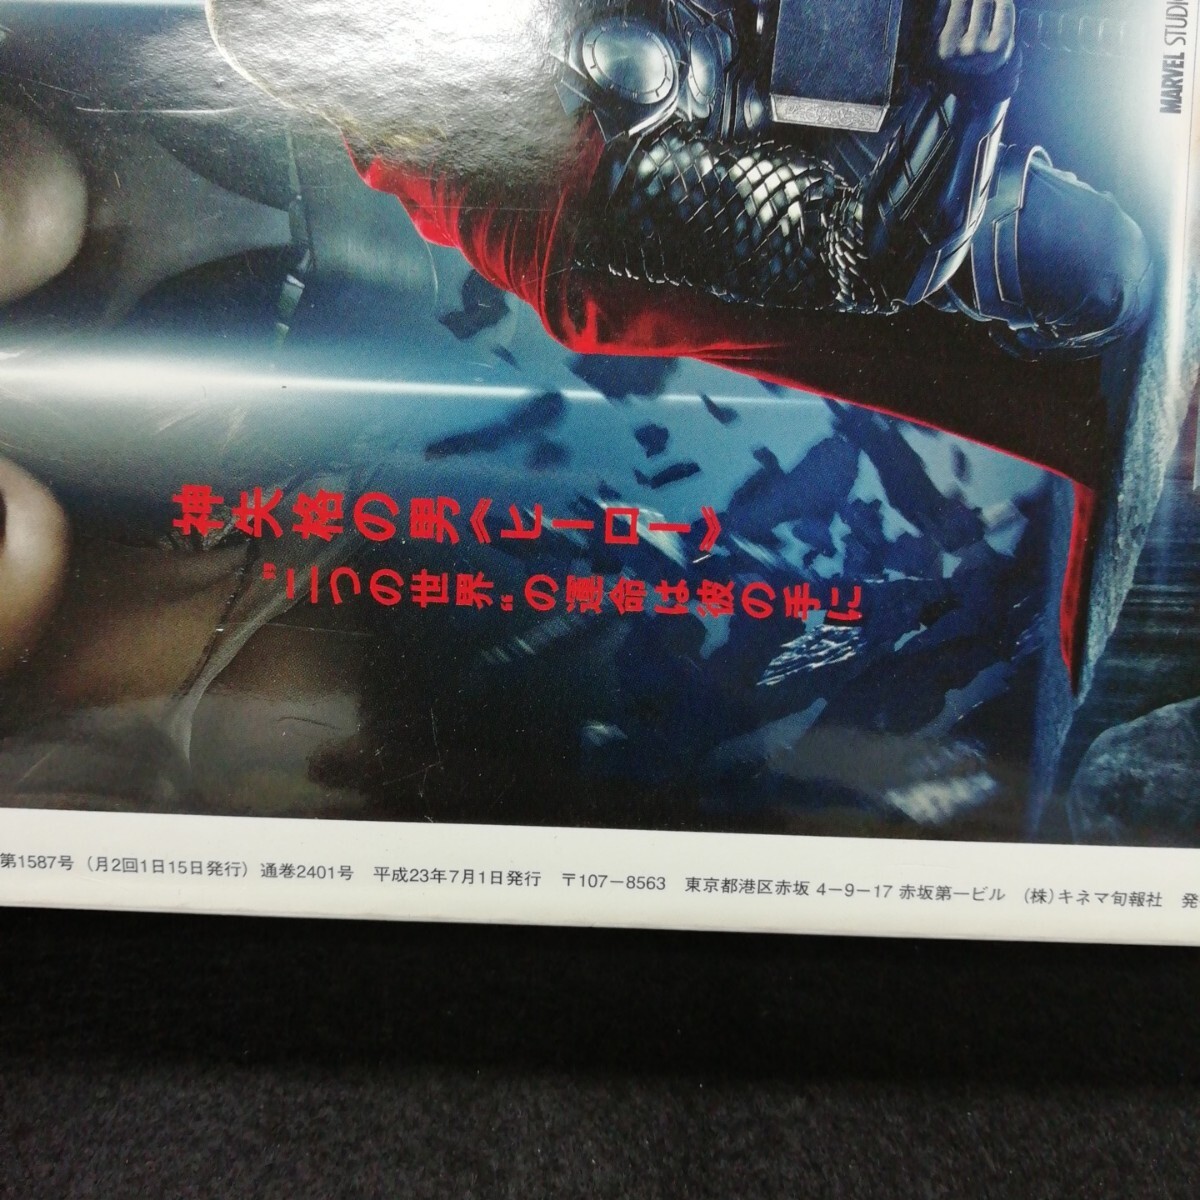 MARVEL STUDIOS
神失格の男《ヒーロー》
"二つの世界"の運命は彼の手に
第1587号(月2回1日15日発行)通巻2401号 平成23年7月1日発行 〒107-8563 東京都港区赤坂4-9-17 赤坂第一ビル (株)キネマ旬報社 発